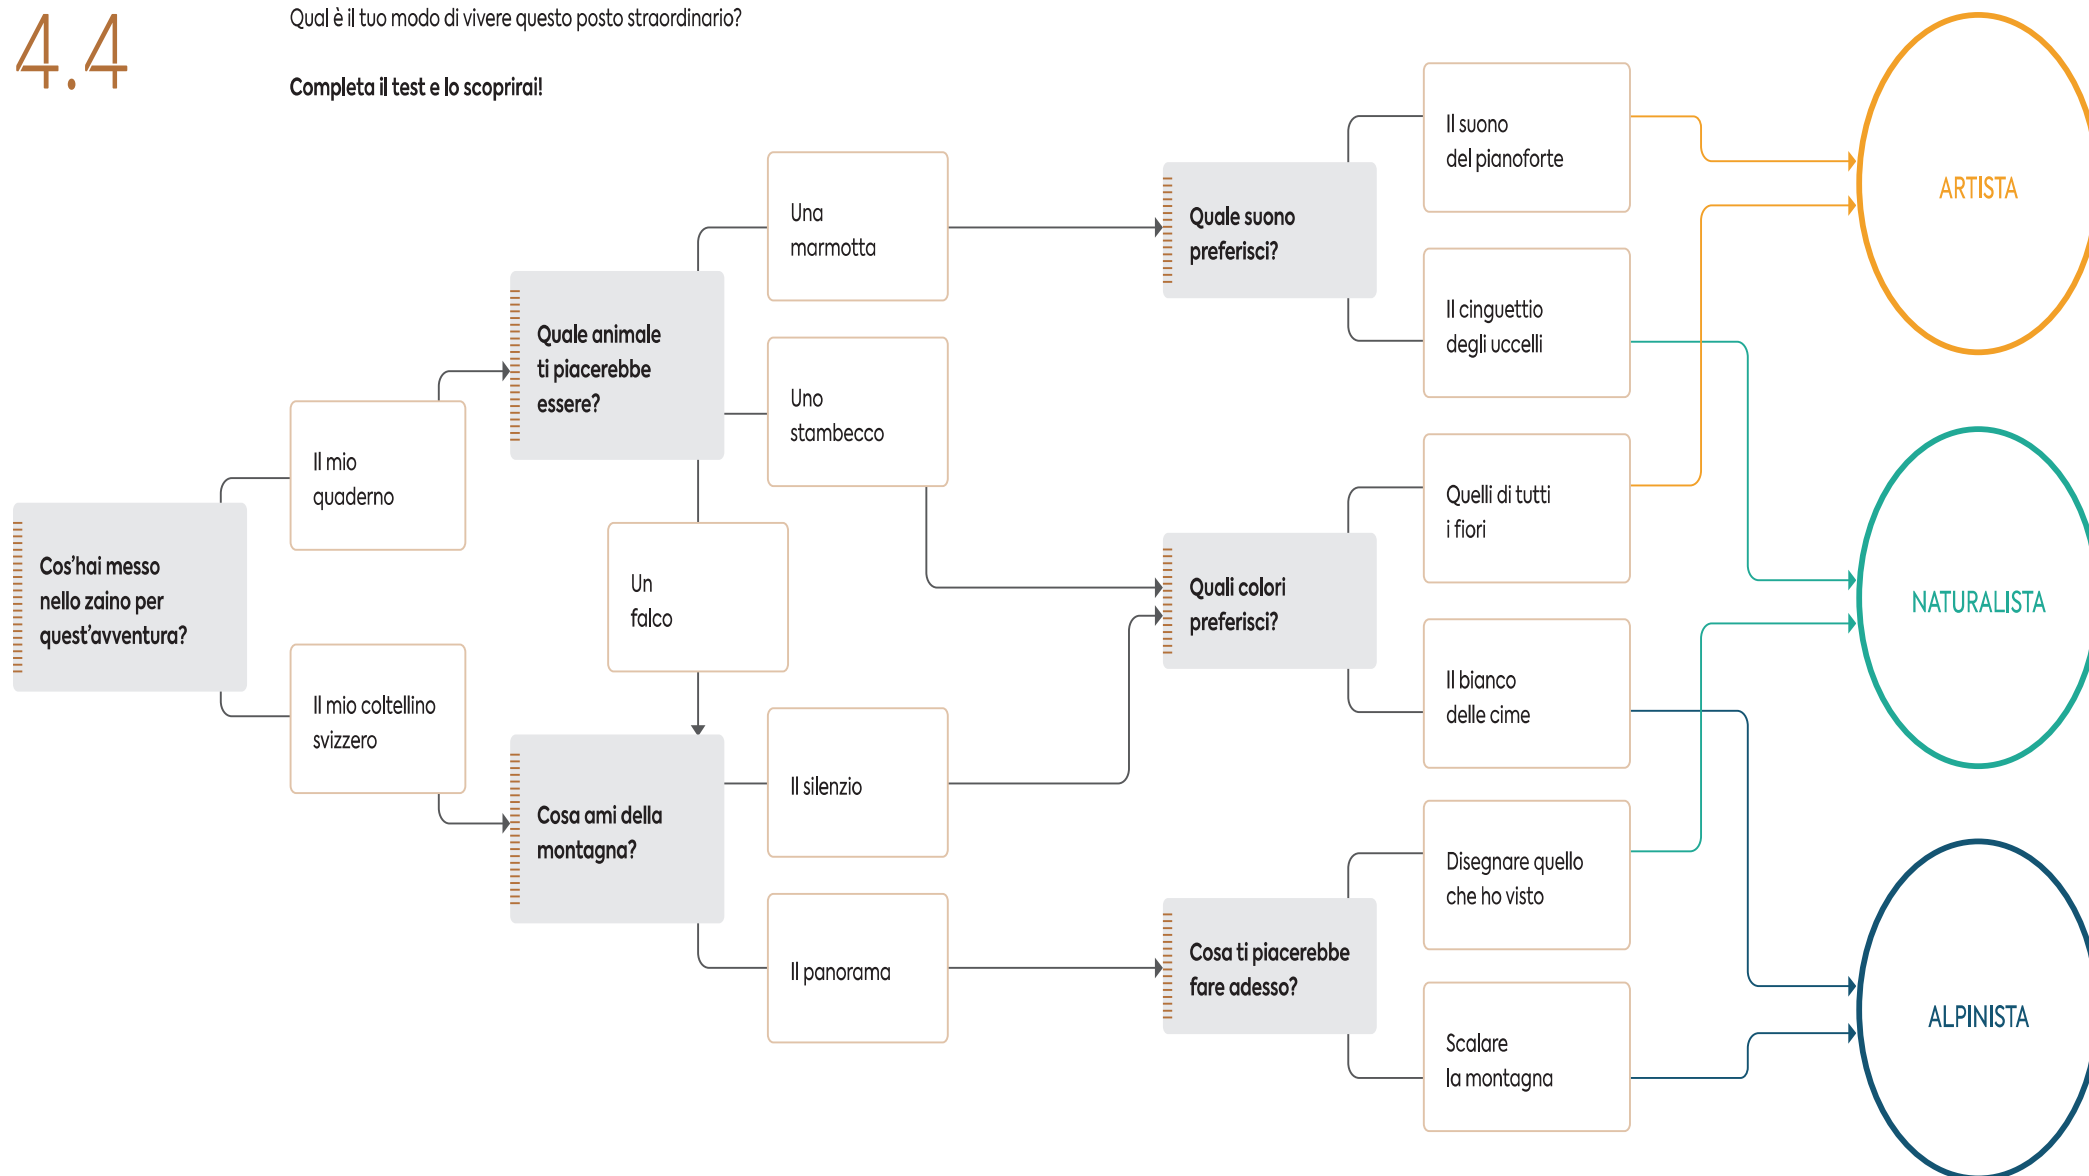 4.4
Qual è il tuo modo di vivere questo posto straordinario?
Completa il test e lo scoprirai!
Cos'hai messo
nello zaino per
quest'avventura?
Il mio
quaderno
Il mio coltellino
svizzero
Quale animale
ti piacerebbe
essere?
Una
marmotta
Uno
stambecco
Un
falco
Cosa ami della
montagna?
Il silenzio
Il panorama
Quale suono
preferisci?
Il suono
del pianoforte
Il cinguettio
degli uccelli
Quali colori
preferisci?
Quelli di tutti
i fiori
Il bianco
delle cime
Cosa ti piacerebbe
fare adesso?
Disegnare quello
che ho visto
Scalare
la montagna
ARTISTA
NATURALISTA
ALPINISTA